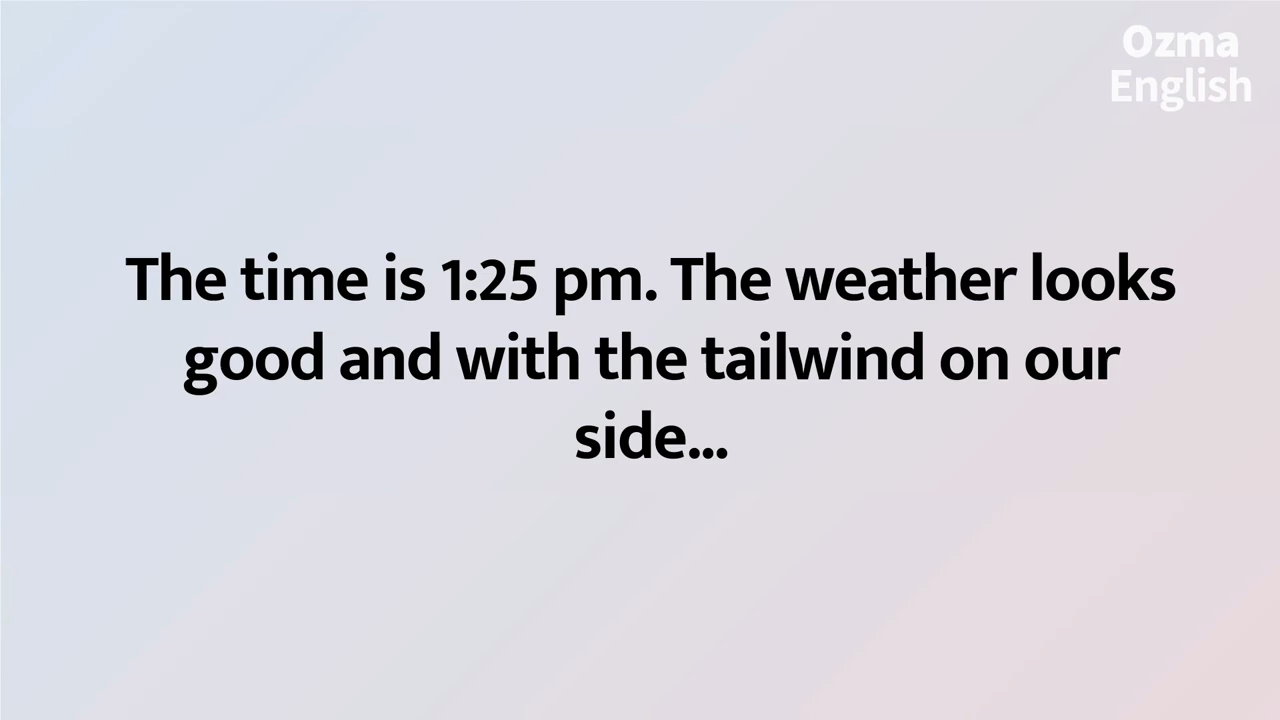 Ozma
English
The time is 1:25 pm. The weather looks
good and with the tailwind on our
side...